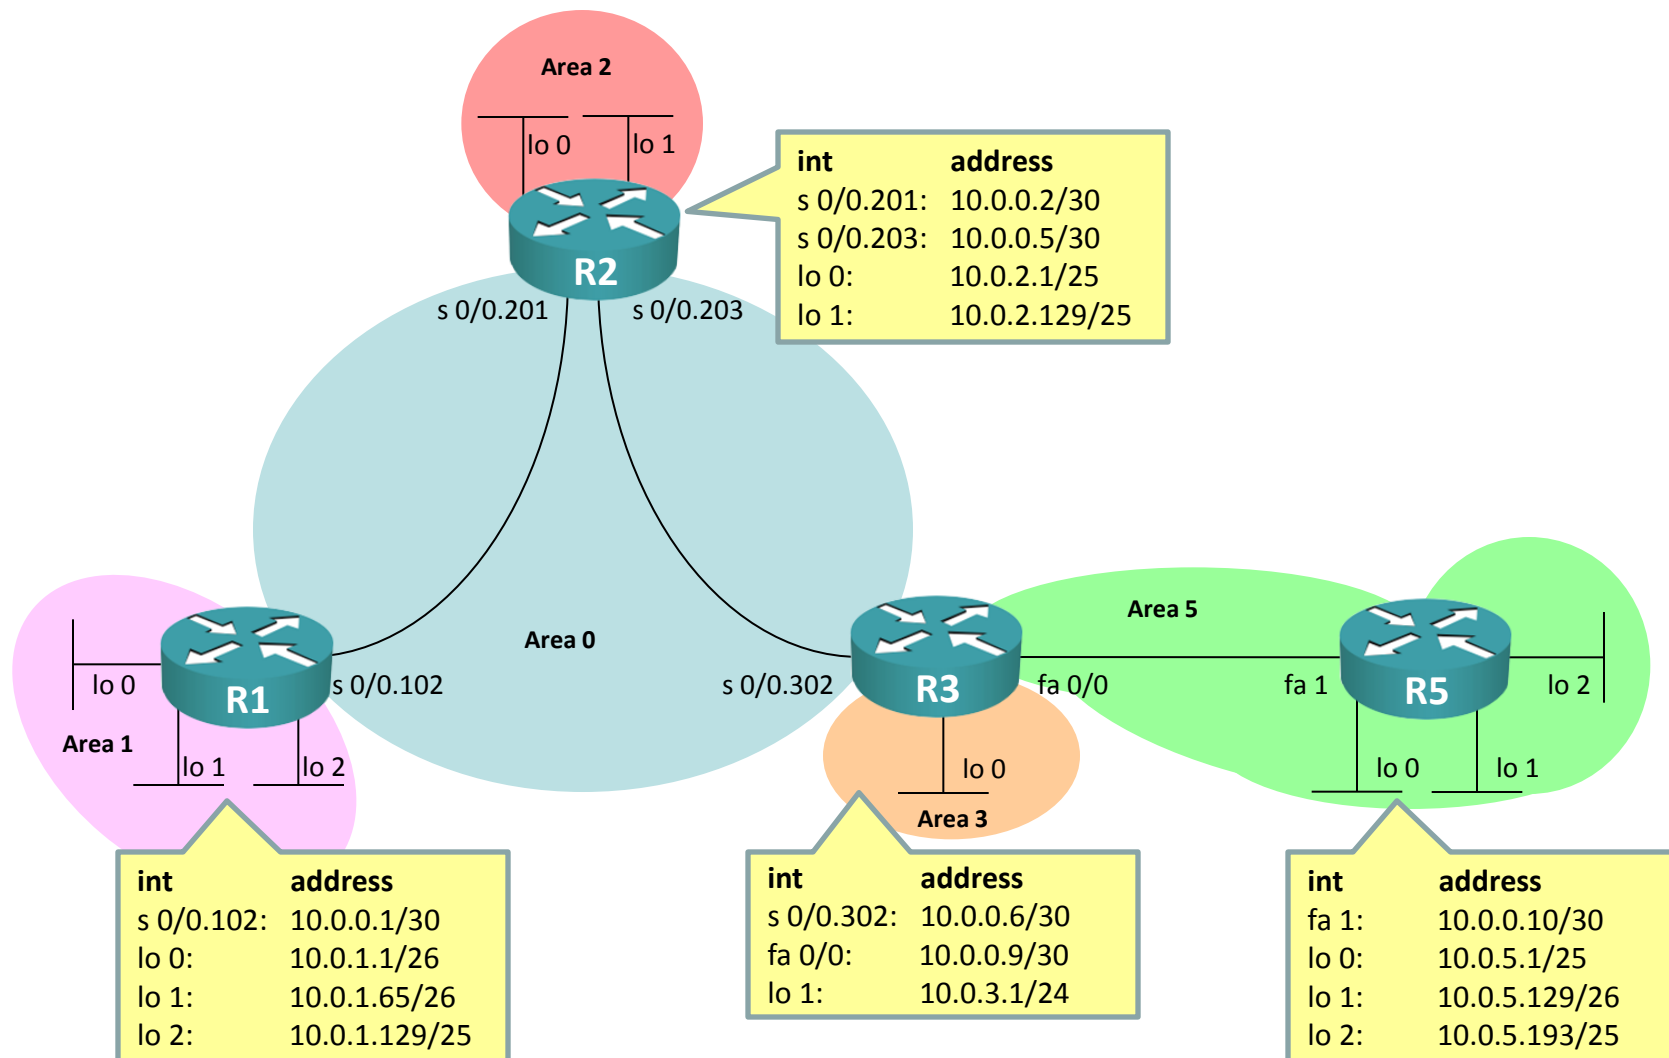 Area 2
lo 0
lo 1
int address
s 0/0.201: 10.0.0.2/30
s 0/0.203: 10.0.0.5/30
lo 0: 10.0.2.1/25
lo 1: 10.0.2.129/25
R2
s 0/0.201
s 0/0.203
Area 0
Area 5
lo 0
R1
s 0/0.102
Area 1
lo 1
lo 2
s 0/0.302
R3
fa 0/0
fa 1
R5
lo 2
lo 0
Area 3
lo 0
lo 1
int address
s 0/0.102: 10.0.0.1/30
lo 0: 10.0.1.1/26
lo 1: 10.0.1.65/26
lo 2: 10.0.1.129/25
int address
s 0/0.302: 10.0.0.6/30
fa 0/0: 10.0.0.9/30
lo 1: 10.0.3.1/24
int address
fa 1: 10.0.0.10/30
lo 0: 10.0.5.1/25
lo 1: 10.0.5.129/26
lo 2: 10.0.5.193/25